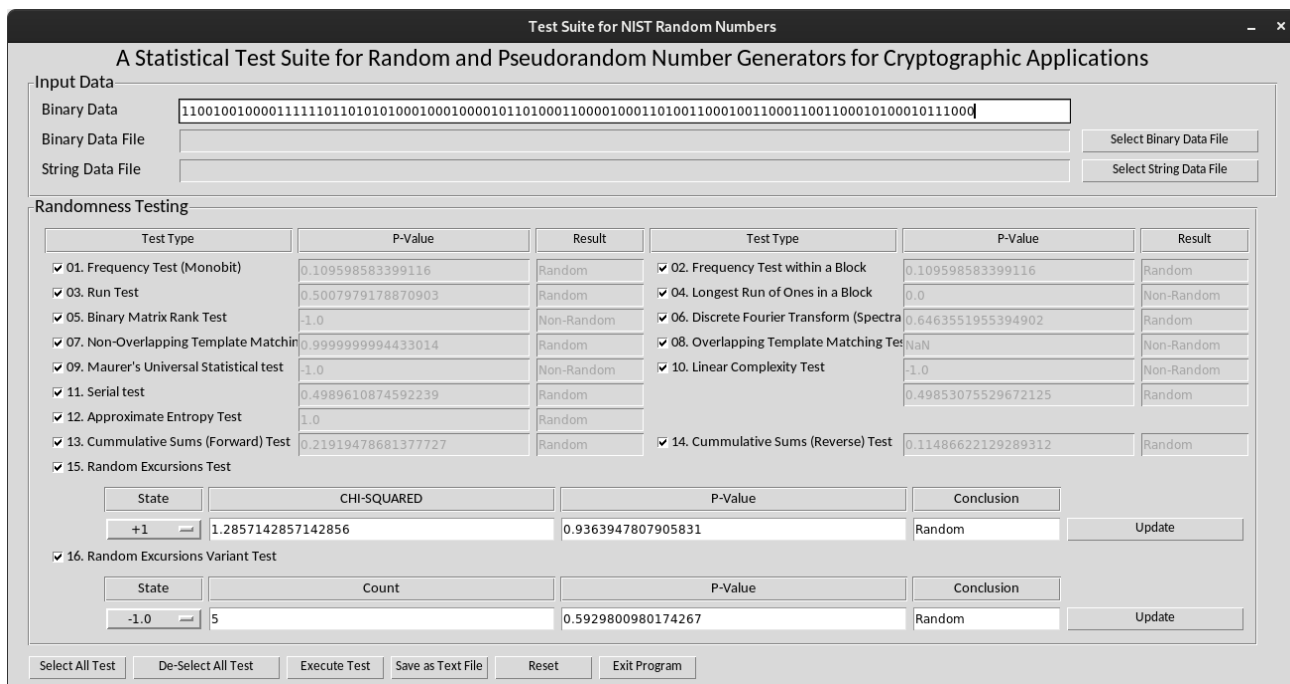 Test Suite for NIST Random Numbers
A Statistical Test Suite for Random and Pseudorandom Number Generators for Cryptographic Applications
Input Data
Binary Data 1100100100001111110110101010001000100001011010001100001000110100110001001100011001100010100010111000
Binary Data File Select Binary Data File
String Data File Select String Data File
Randomness Testing
Test Type P-Value Result Test Type P-Value Result
01. Frequency Test (Monobit) 0.109598583399116 Random 02. Frequency Test within a Block 0.109598583399116 Random
03. Run Test 0.5007979178870903 Random 04. Longest Run of Ones in a Block 0.0 Non-Random
05. Binary Matrix Rank Test -1.0 Non-Random 06. Discrete Fourier Transform (Spectra 0.6463551955394902 Random
07. Non-Overlapping Template Matchin 0.9999999994433014 Random 08. Overlapping Template Matching Tes NaN Non-Random
09. Maurer's Universal Statistical test -1.0 Non-Random 10. Linear Complexity Test -1.0 Non-Random
11. Serial test 0.4989610874592239 Random 0.49853075529672125 Random
12. Approximate Entropy Test 1.0 Random
13. Cummulative Sums (Forward) Test 0.21919478681377727 Random 14. Cummulative Sums (Reverse) Test 0.11486622129289312 Random
15. Random Excursions Test
State CHI-SQUARED P-Value Conclusion
+1 1.2857142857142856 0.9363947807905831 Random Update
16. Random Excursions Variant Test
State Count P-Value Conclusion
-1.0 5 0.5929800980174267 Random Update
Select All Test De-Select All Test Execute Test Save as Text File Reset Exit Program